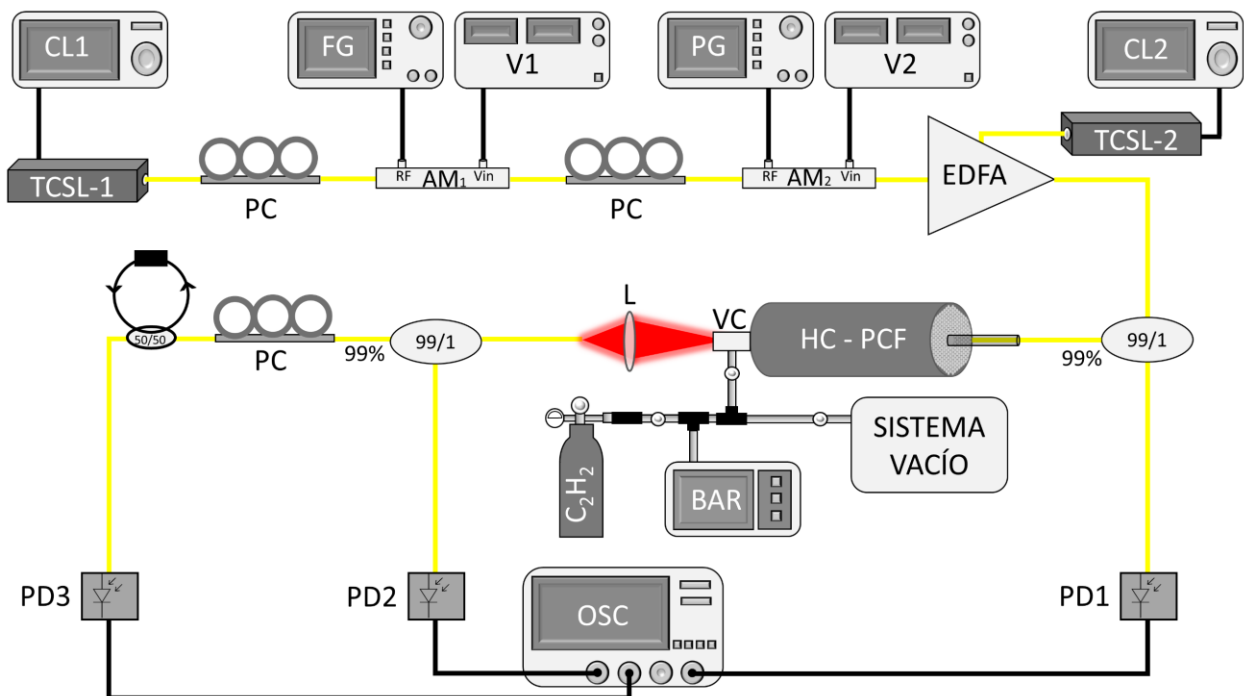 CL1
FG
V1
PG
V2
CL2
TCSL-1
PC
RF AM₁ Vin
PC
RF AM₂ Vin
EDFA
TCSL-2
50/50
PC
99%
99/1
L
VC
HC - PCF
99%
99/1
C₂H₂
BAR
SISTEMA
VACÍO
PD3
PD2
OSC
PD1